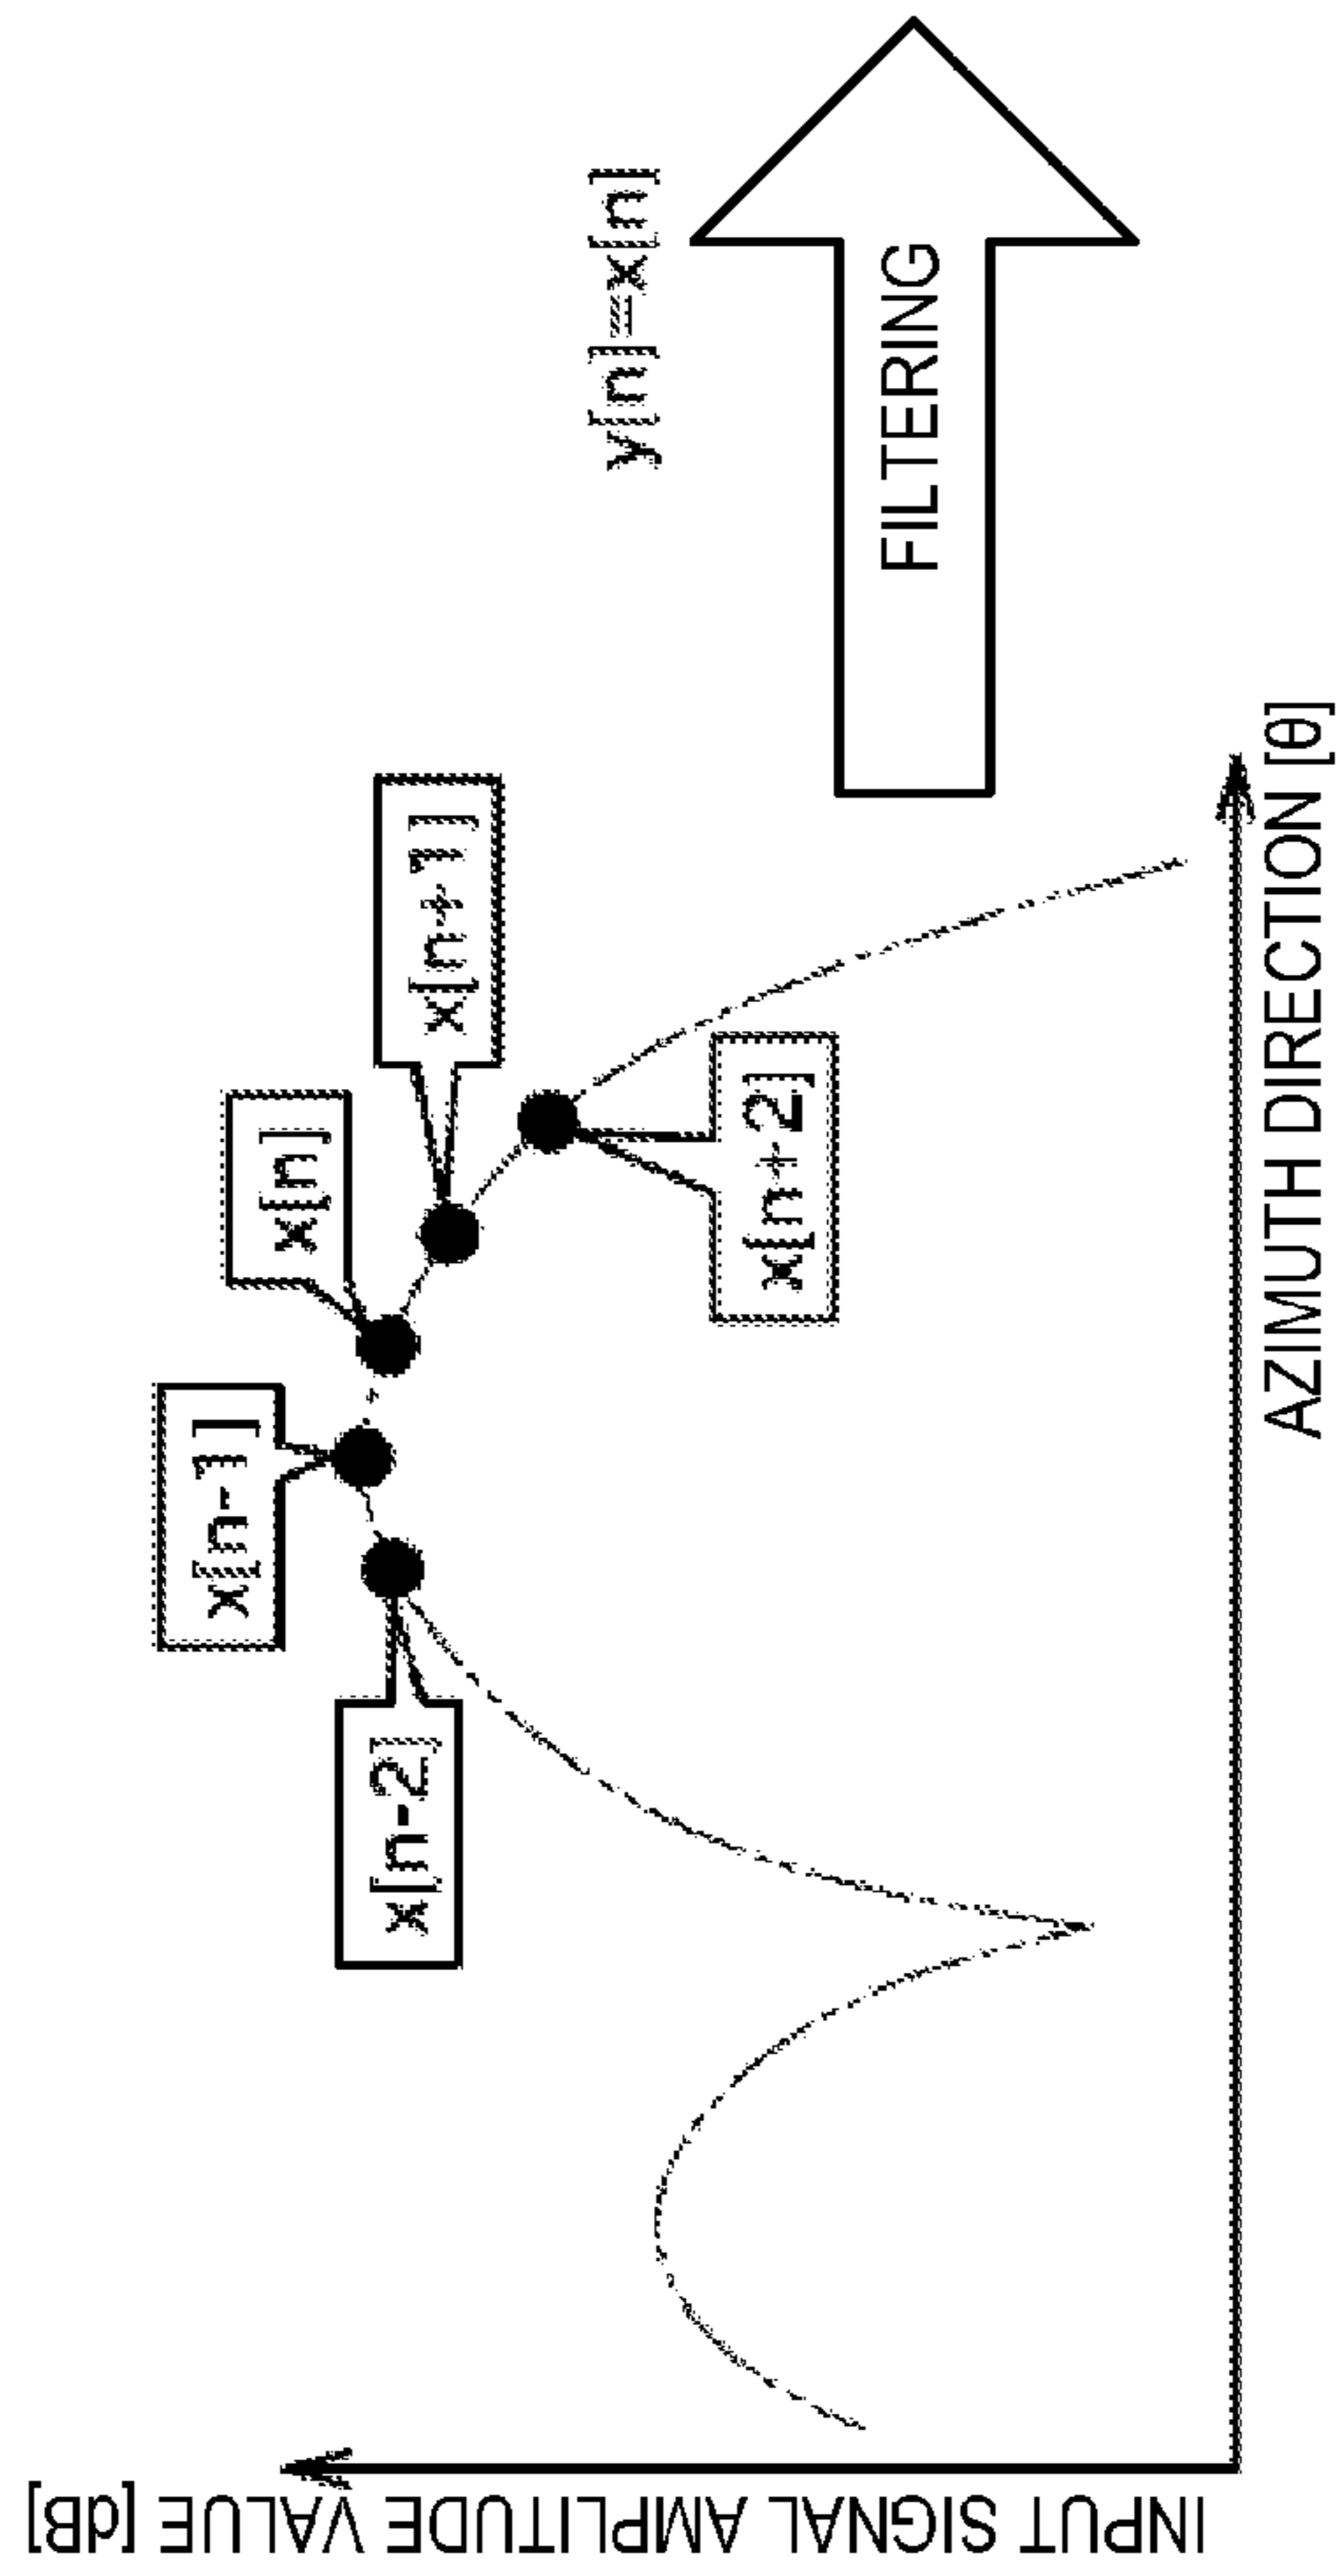 x[n-1]
x[n]
x[n-2]
x[n+1]
x[n+2]
y[n]=x[n]
FILTERING
INPUT SIGNAL AMPLITUDE VALUE [dB]
AZIMUTH DIRECTION [θ]